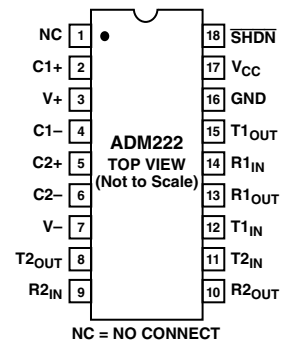 NC 1 18 SHDN
C1+ 2 17 VCC
V+ 3 16 GND
C1– 4 15 T1OUT
ADM222
C2+ 5 TOP VIEW 14 R1IN
(Not to Scale)
C2– 6 13 R1OUT
V– 7 12 T1IN
T2OUT 8 11 T2IN
R2IN 9 10 R2OUT
NC = NO CONNECT